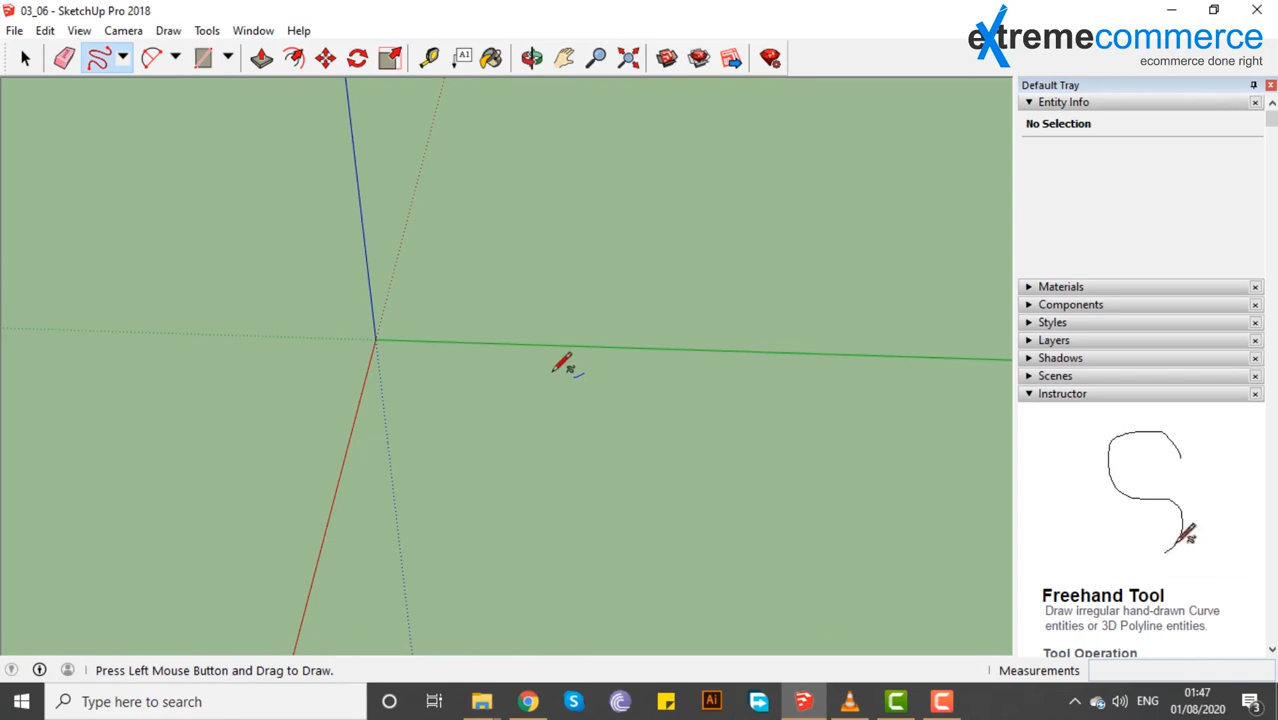 03_06 - SketchUp Pro 2018
File Edit View Camera Draw Tools Window Help
extremecommerce
ecommerce done right
A1
Default Tray
Entity Info
No Selection
Materials
Components
Styles
Layers
Shadows
Scenes
Instructor
Freehand Tool
Draw irregular hand-drawn Curve
entities or 3D Polyline entities.
Tool Operation
Press Left Mouse Button and Drag to Draw.
Measurements
Type here to search
Ai
ENG
01:47
01/08/2020
3